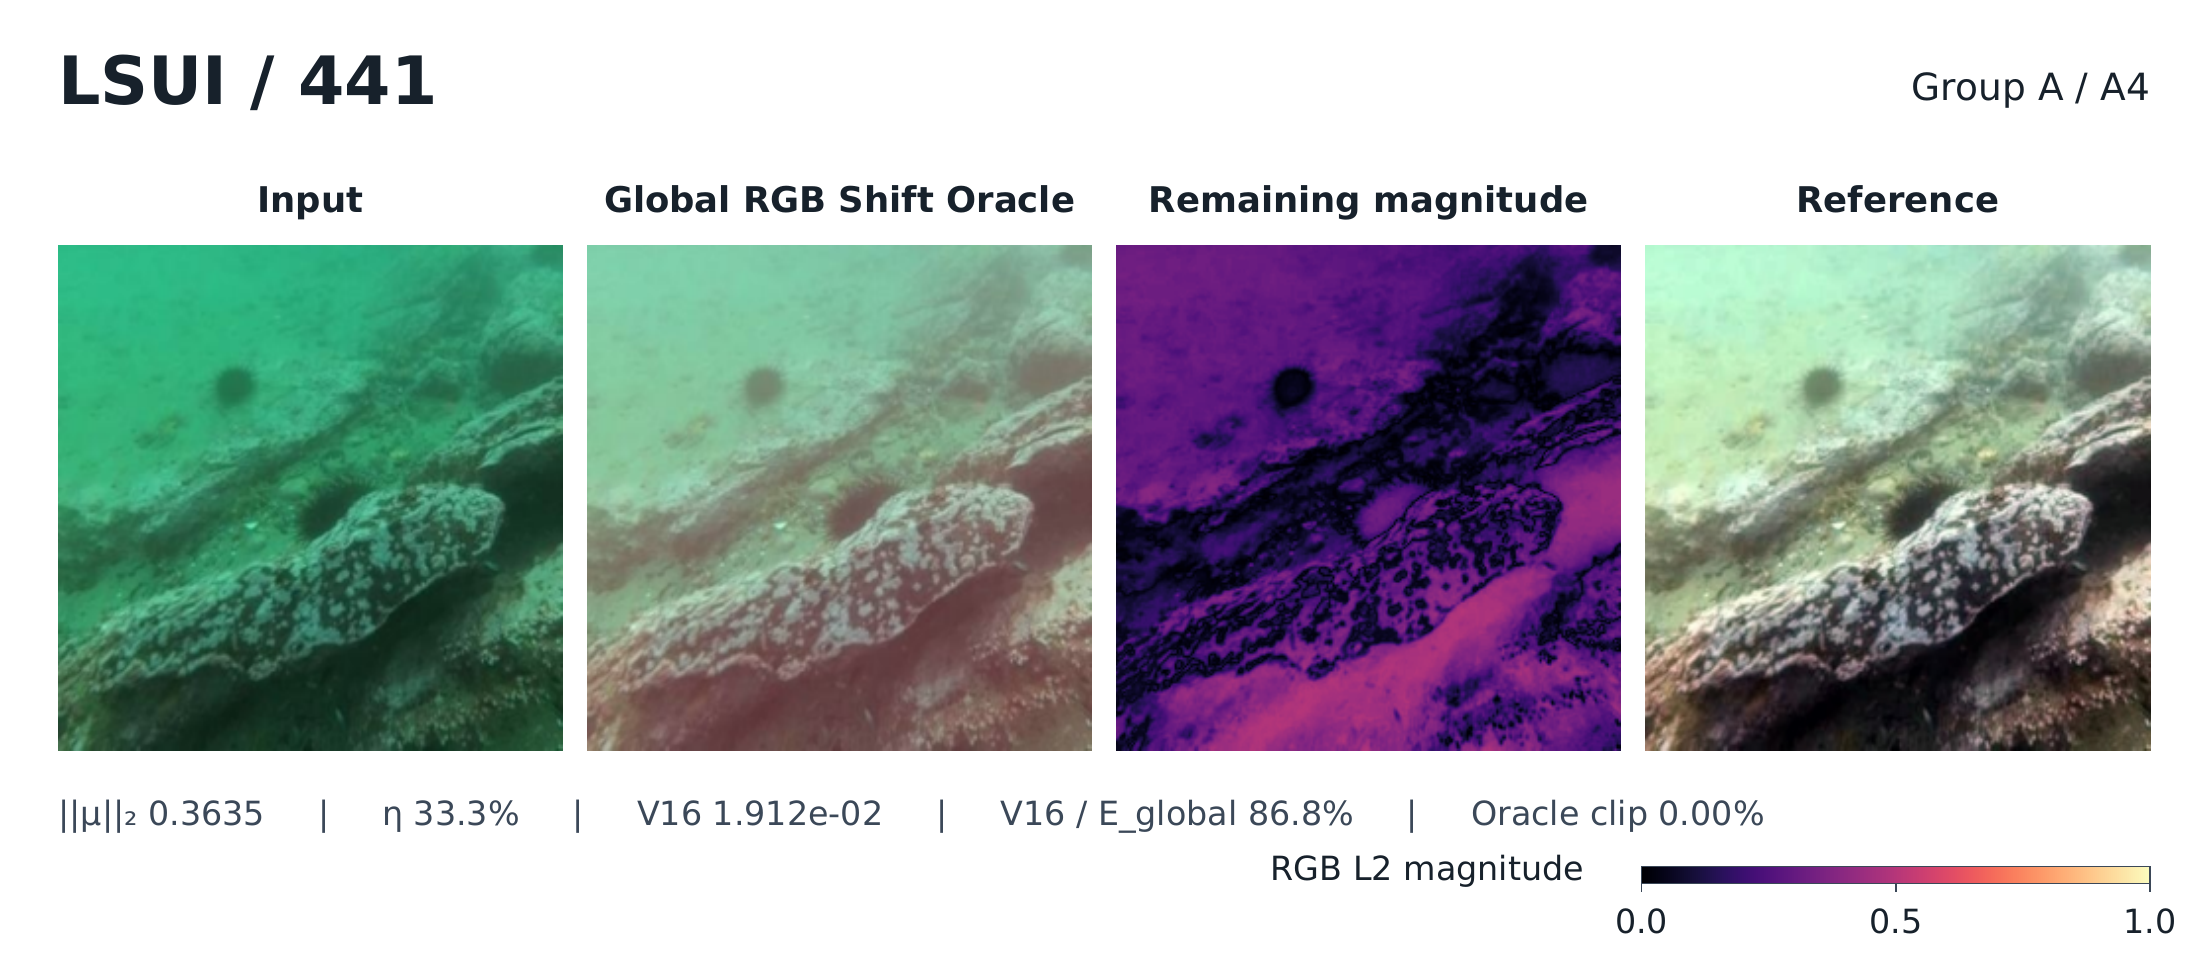 LSUI / 441
Group A / A4
Input
Global RGB Shift Oracle
Remaining magnitude
Reference
||μ||₂ 0.3635 | η 33.3% | V16 1.912e-02 | V16 / E_global 86.8% | Oracle clip 0.00%
RGB L2 magnitude
0.0 0.5 1.0